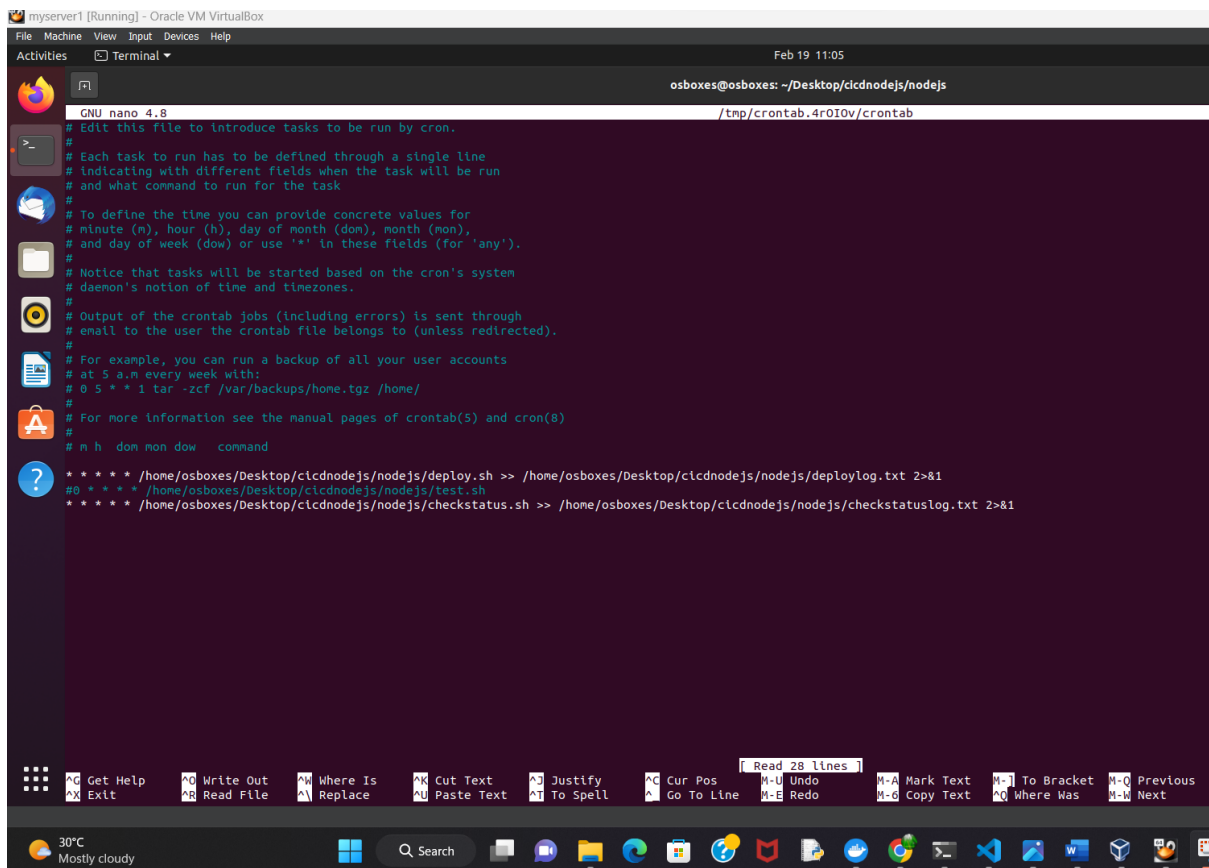 myserver1 [Running] - Oracle VM VirtualBox
File Machine View Input Devices Help
Activities Terminal Feb 19 11:05
osboxes@osboxes: ~/Desktop/cicdnodejs/nodejs
GNU nano 4.8 /tmp/crontab.4rOIOv/crontab
# Edit this file to introduce tasks to be run by cron.
#
# Each task to run has to be defined through a single line
# indicating with different fields when the task will be run
# and what command to run for the task
#
# To define the time you can provide concrete values for
# minute (m), hour (h), day of month (dom), month (mon),
# and day of week (dow) or use '*' in these fields (for 'any').
#
# Notice that tasks will be started based on the cron's system
# daemon's notion of time and timezones.
#
# Output of the crontab jobs (including errors) is sent through
# email to the user the crontab file belongs to (unless redirected).
#
# For example, you can run a backup of all your user accounts
# at 5 a.m every week with:
# 0 5 * * 1 tar -zcf /var/backups/home.tgz /home/
#
# For more information see the manual pages of crontab(5) and cron(8)
#
# m h dom mon dow command
* * * * * /home/osboxes/Desktop/cicdnodejs/nodejs/deploy.sh >> /home/osboxes/Desktop/cicdnodejs/nodejs/deploylog.txt 2>&1
#0 * * * * /home/osboxes/Desktop/cicdnodejs/nodejs/test.sh
* * * * * /home/osboxes/Desktop/cicdnodejs/nodejs/checkstatus.sh >> /home/osboxes/Desktop/cicdnodejs/nodejs/checkstatuslog.txt 2>&1
[ Read 28 lines ]
^G Get Help ^O Write Out ^W Where Is ^K Cut Text ^J Justify ^C Cur Pos M-U Undo M-A Mark Text M-] To Bracket M-Q Previous
^X Exit ^R Read File ^\ Replace ^U Paste Text ^T To Spell ^_ Go To Line M-E Redo M-6 Copy Text ^Q Where Was M-W Next
30°C
Mostly cloudy
Search